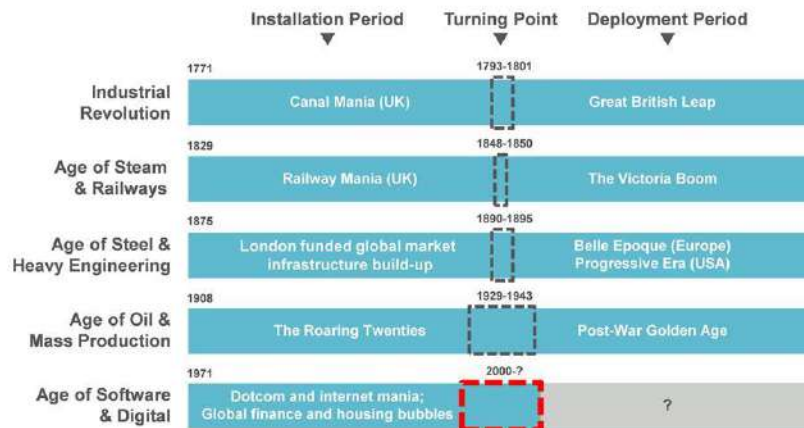 Installation Period Turning Point Deployment Period
1771 1793-1801
Industrial
Revolution
Canal Mania (UK) Great British Leap
1829 1848-1850
Age of Steam
& Railways
Railway Mania (UK) The Victoria Boom
1875 1890-1895
Age of Steel &
Heavy Engineering
London funded global market
infrastructure build-up
Belle Epoque (Europe)
Progressive Era (USA)
1908 1929-1943
Age of Oil &
Mass Production
The Roaring Twenties Post-War Golden Age
1971 2000-?
Age of Software
& Digital
Dotcom and internet mania;
Global finance and housing bubbles
?